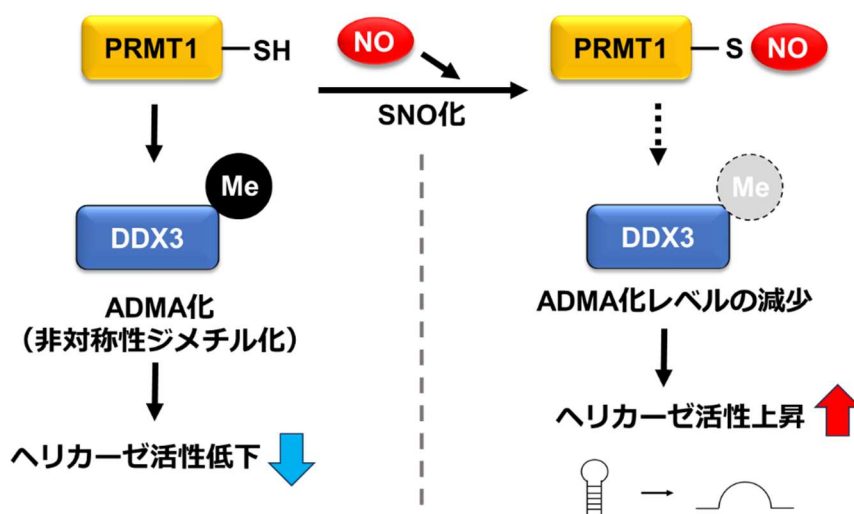 PRMT1 SH
NO
PRMT1 S NO
SNO化
Me
Me
DDX3
DDX3
ADMA化
(非対称性ジメチル化)
ADMA化レベルの減少
ヘリカーゼ活性低下
ヘリカーゼ活性上昇